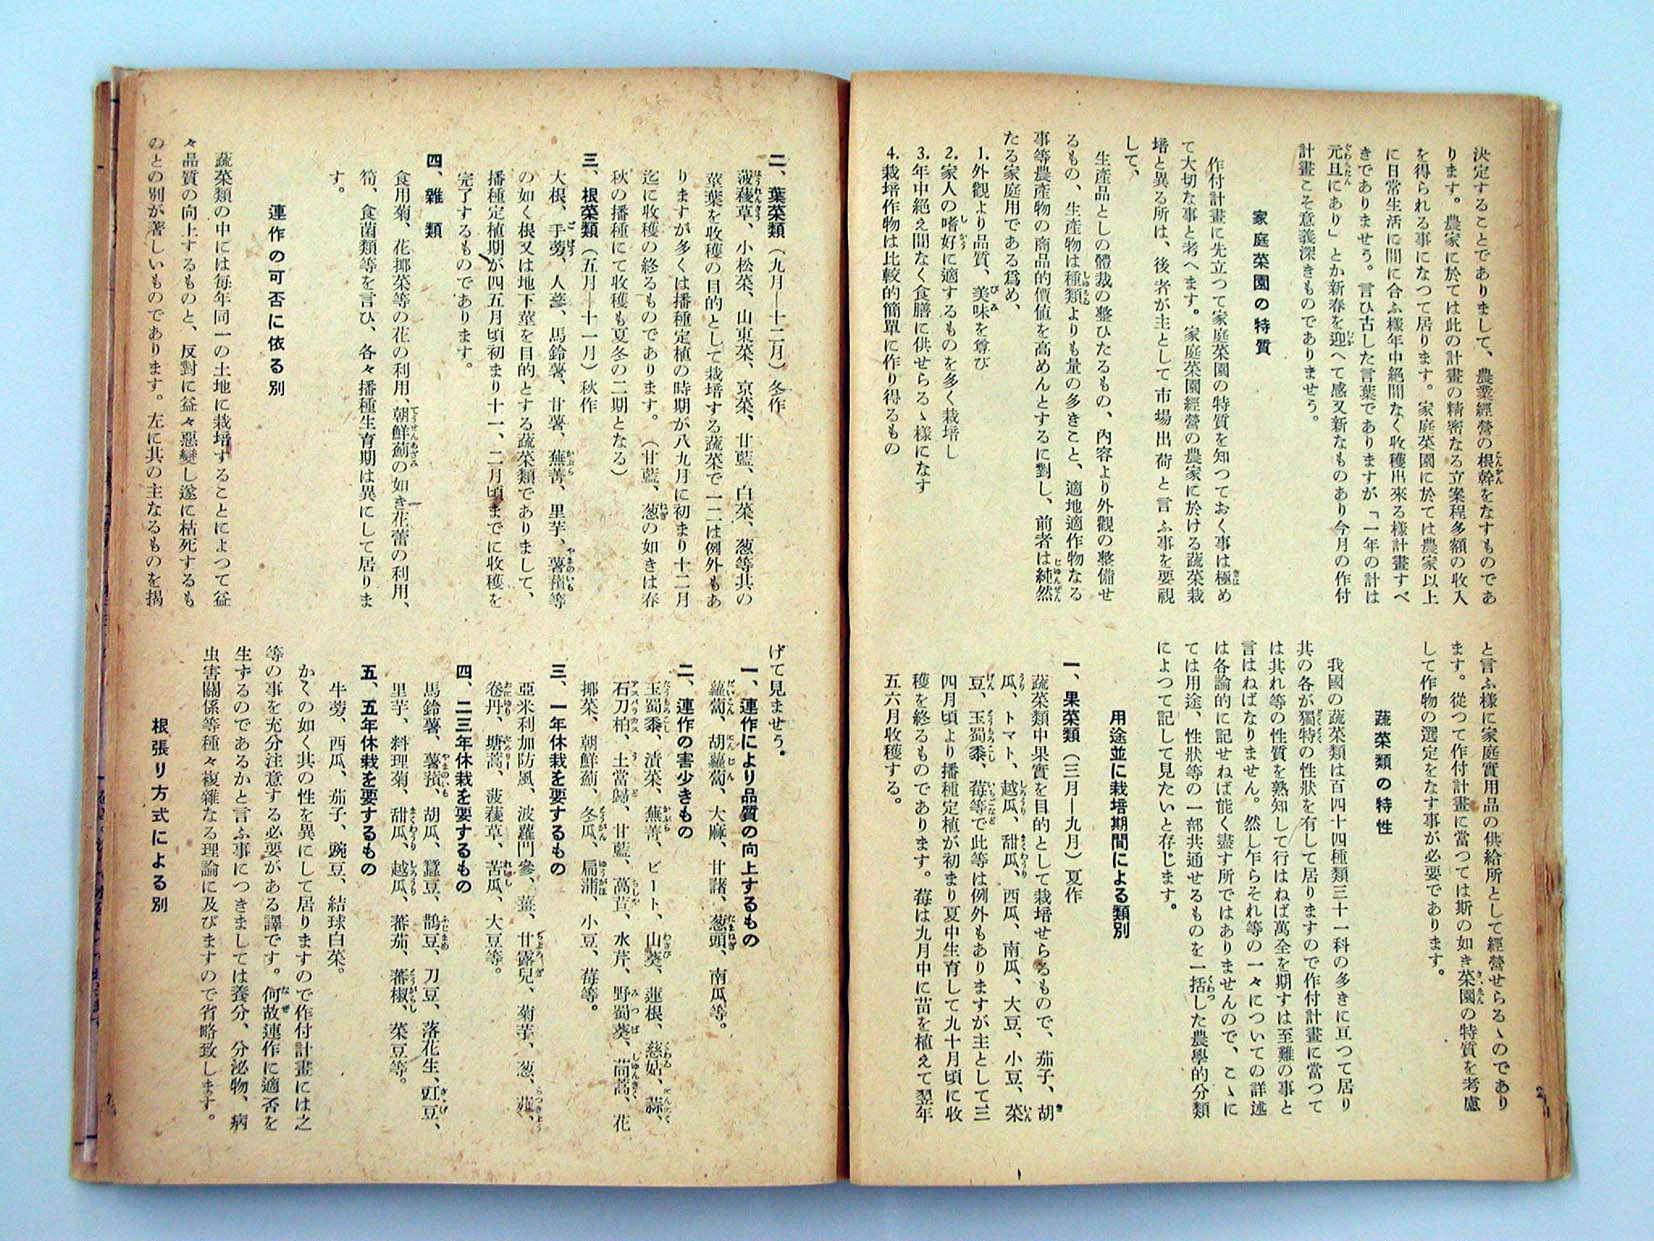 決定することでありまして、農業經營の根幹をなすものであ
ります。農家に於ては此の計畫の精密なる立案程多額の收入
を得られる事になつて居ります。家庭菜園に於ては農家以上
に日常生活に間に合ふ樣年中絕間なく收穫出來る樣計畫すべ
きでありませう。言ひ古した言葉でありますが「一年の計は
元旦にあり」とか新春を迎へて感又新なものあり今月の作付
計畫こそ意義深きものでありませう。
家庭菜園の特質
作付計畫に先立つて家庭菜園の特質を知つておく事は極め
て大切な事と考へます。家庭菜園經營の農家に於ける蔬菜栽
培と異る所は、後者が主として市場出荷と言ふ事を要視
して、
生產品としの體裁の整ひたるもの、內容より外觀の整備せ
るもの、生產物は種類よりも量の多きこと、適地適作物なる
事等農產物の商品的價値を高めんとするに對し、前者は純然
たる家庭用である爲め、
1. 外觀より品質、美味を尊び
2. 家人の嗜好に適するものを多く栽培し
3. 年中絕え間なく食膳に供せらるゝ樣になす
4. 栽培作物は比較的簡單に作り得るもの
と言ふ樣に家庭實用品の供給所として經營せらるゝのであり
ます。從つて作付計畫に當つては斯の如き菜園の特質を考慮
して作物の選定をなす事が必要であります。
蔬菜類の特性
我國の蔬菜類は百四十四種類三十一科の多きに亘つて居り
其の各が獨特の性狀を有して居りますので作付計畫に當つて
は其れ等の性質を熟知して行はねば萬全を期すは至難の事と
言はねばなりません。然し乍らそれ等の一々についての詳述
は各論的に記せねば能く盡す所ではありませんので、こゝに
ては用途、性狀等の一部共通せるものを一括した農學的分類
によつて記して見たいと存じます。
用途並に栽培期間による類別
一、果菜類(三月―九月)夏作
蔬菜類中果實を目的として栽培せらるもので、茄子、胡
瓜、トマト、越瓜、甜瓜、西瓜、南瓜、大豆、小豆、菜
豆、玉蜀黍、莓等で此等は例外もありますが主として三
四月頃より播種定植が初まり夏中生育して九十月頃に收
穫を終るものであります。莓は九月中に苗を植えて翌年
五六月收穫する。
二、葉菜類(九月―十二月)冬作
菠薐草、小松菜、山東菜、京菜、甘藍、白菜、葱等其の
莖葉を收穫の目的として栽培する蔬菜で一二は例外もあ
りますが多くは播種定植の時期が八九月に初まり十二月
迄に收穫の終るものであります。(甘藍、葱の如きは春
秋の播種にて收穫も夏冬の二期となる)
三、根菜類(五月―十一月)秋作
大根、手蒡、人蔘、馬鈴薯、甘薯、蕪菁、里芋、薯蕷等
の如く根又は地下莖を目的とする蔬菜類でありまして、
播種定植期が四五月頃初まり十一、二月頃までに收穫を
完了するものであります。
四、雜類
食用菊、花揶菜等の花の利用、朝鮮薊の如き花蕾の利用、
筍、食菌類等を言ひ、各々播種生育期は異にして居りま
す。
連作の可否に依る別
蔬菜類の中には每年同一の土地に栽培することによつて益
々品質の向上するものと、反對に益々惡變し遂に枯死するも
のとの別が著しいものであります。左に其の主なるものを揭
げて見ませう。
一、連作により品質の向上するもの
蘿蔔、胡蘿蔔、大麻、甘諸、葱頭、南瓜等。
二、連作の害少きもの
玉蜀黍、漬菜、蕪菁、ビート、山葵、蓮根、慈姑、蒜、
石刀柏、土當歸、甘藍、萵苣、水芹、野蜀葵、茼蒿、花
揶菜、朝鮮薊、冬瓜、扁蒲、小豆、莓等。
三、一年休栽を要するもの
亞米利加防風、波羅門參、薑、甘露兒、菊芋、葱、
卷丹、塘蒿、菠薐草、苦瓜、大豆等。
四、二三年休栽を要するもの
馬鈴薯、薯蕷、胡瓜、蠶豆、鵲豆、刀豆、落花生、豇豆、
里芋、料理菊、甜瓜、越瓜、蕃茄、蕃椒、菜豆等。
五、五年休栽を要するもの
牛蒡、西瓜、茄子、豌豆、結球白菜。
かくの如く其の性を異にして居りますので作付計畫には之
等の事を充分注意する必要がある譯です。何故連作に適否を
生ずるのであるかと言ふ事につきましては養分、分泌物、病
虫害關係等種々複雜なる理論に及びますので省略致します。
根張り方式による別